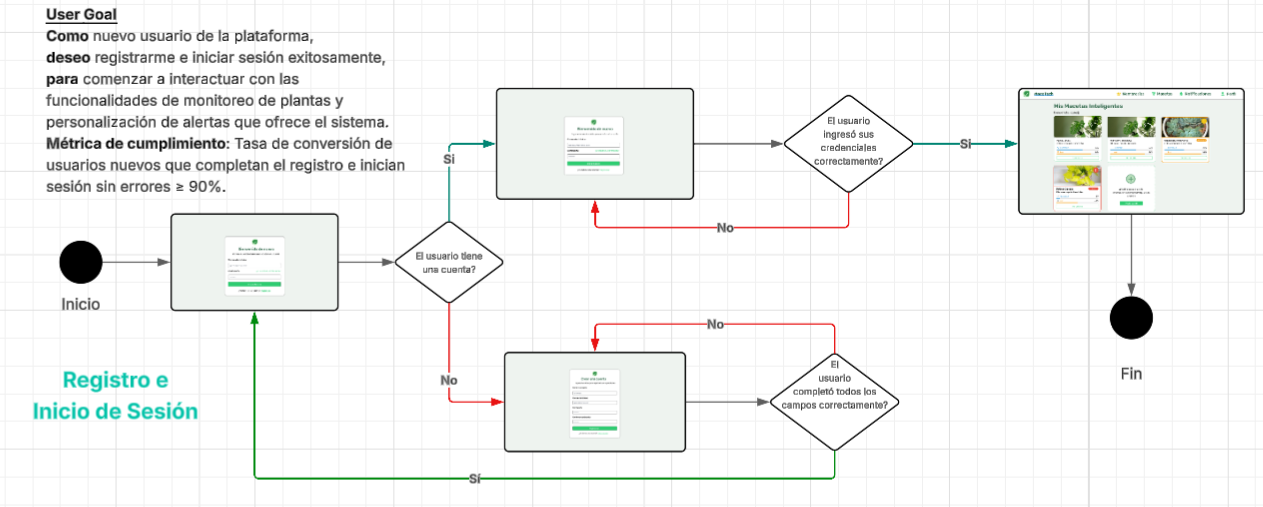 User Goal
Como nuevo usuario de la plataforma,
deseo registrarme e iniciar sesión exitosamente,
para comenzar a interactuar con las
funcionalidades de monitoreo de plantas y
personalización de alertas que ofrece el sistema.
Métrica de cumplimiento: Tasa de conversión de
usuarios nuevos que completan el registro e inician
sesión sin errores ≥ 90%.
Inicio
Registro e
Inicio de Sesión
El usuario tiene
una cuenta?
Si
No
El usuario
ingresó sus
credenciales
correctamente?
Si
No
No
El
usuario
completó todos los
campos correctamente?
Sí
Mis Macetas Inteligentes
Fin